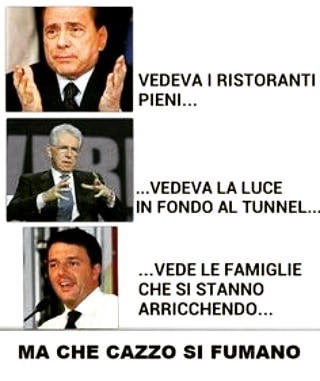 VEDEVA I RISTORANTI
PIENI...
...VEDEVA LA LUCE
IN FONDO AL TUNNEL...
...VEDE LE FAMIGLIE
CHE SI STANNO
ARRICCHENDO...
MA CHE CAZZO SI FUMANO